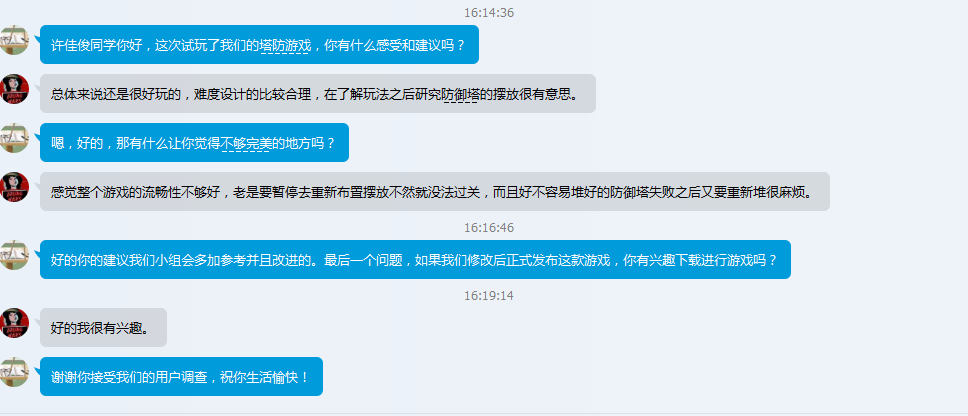 16:14:36
许佳俊同学你好，这次试玩了我们的塔防游戏，你有什么感受和建议吗？
总体来说还是很好玩的，难度设计的比较合理，在了解玩法之后研究防御塔的摆放很有意思。
嗯，好的，那有什么让你觉得不够完美的地方吗？
感觉整个游戏的流畅性不够好，老是要暂停去重新布置摆放不然就没法过关，而且好不容易堆好的防御塔失败之后又要重新堆很麻烦。
16:16:46
好的你的建议我们小组会多加参考并且改进的。最后一个问题，如果我们修改后正式发布这款游戏，你有兴趣下载进行游戏吗？
16:19:14
好的我很有兴趣。
谢谢你接受我们的用户调查，祝你生活愉快！